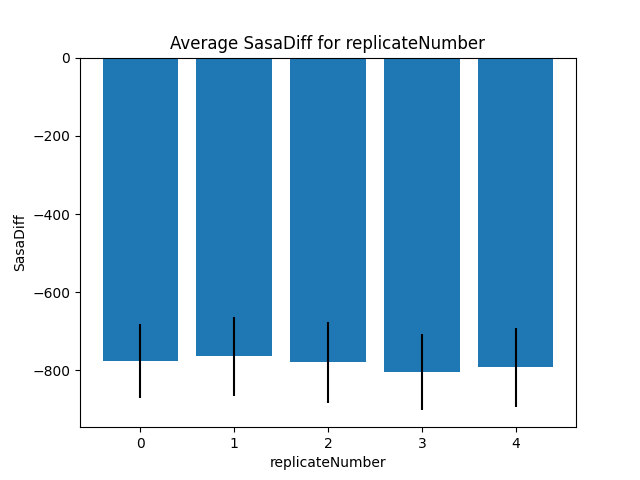 Average SasaDiff for replicateNumber
0
−200
−400
−600
−800
SasaDiff
0 1 2 3 4
replicateNumber